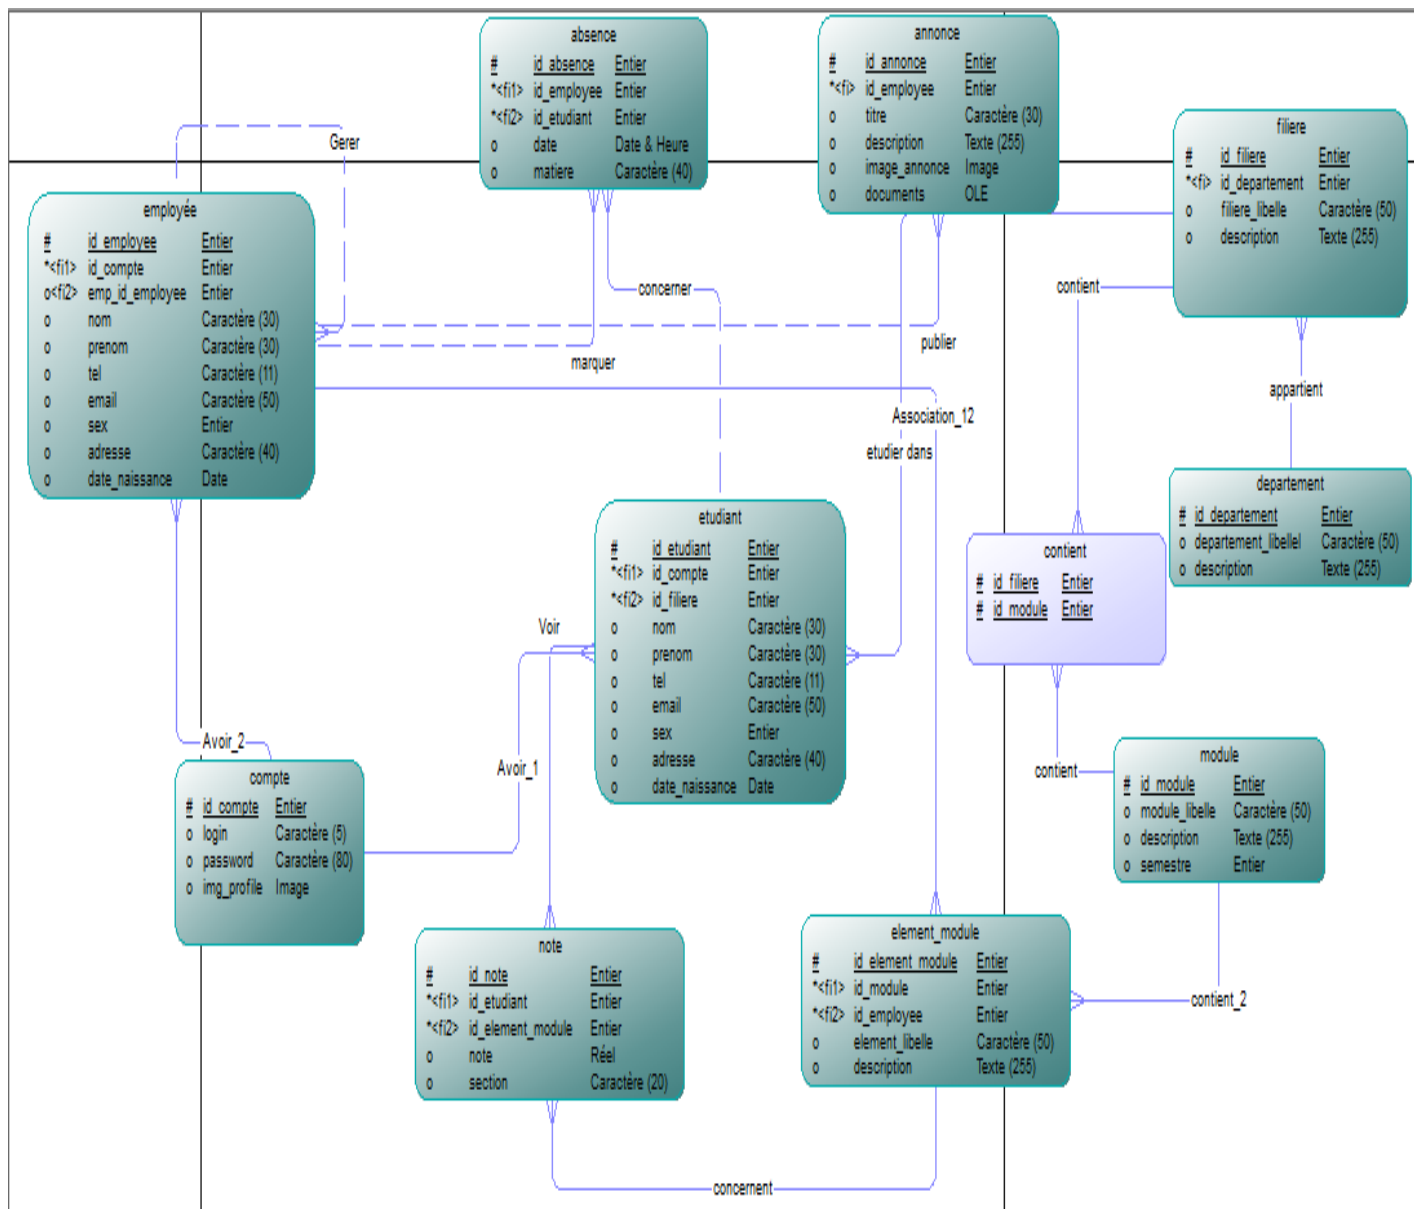 absence
# id_absence Entier
*<fi1> id_employee Entier
*<fi2> id_etudiant Entier
o date Date & Heure
o matiere Caractère (40)
annonce
# id_annonce Entier
*<fi> id_employee Entier
o titre Caractère (30)
o description Texte (255)
o image_annonce Image
o documents OLE
filiere
# id_filiere Entier
*<fi> id_departement Entier
o filiere_libelle Caractère (50)
o description Texte (255)
Gerer
employée
# id_employee Entier
*<fi1> id_compte Entier
o<fi2> emp_id_employee Entier
o nom Caractère (30)
o prenom Caractère (30)
o tel Caractère (11)
o email Caractère (50)
o sex Entier
o adresse Caractère (40)
o date_naissance Date
concerner
contient
marquer
publier
appartient
Association_12
etudier dans
departement
# id_departement Entier
o departement_libellel Caractère (50)
o description Texte (255)
etudiant
# id_etudiant Entier
*<fi1> id_compte Entier
*<fi2> id_filiere Entier
o nom Caractère (30)
o prenom Caractère (30)
o tel Caractère (11)
o email Caractère (50)
o sex Entier
o adresse Caractère (40)
o date_naissance Date
contient
# id_filiere Entier
# id_module Entier
Voir
Avoir_2
Avoir_1
contient
compte
# id_compte Entier
o login Caractère (5)
o password Caractère (80)
o img_profile Image
module
# id_module Entier
o module_libelle Caractère (50)
o description Texte (255)
o semestre Entier
note
# id_note Entier
*<fi1> id_etudiant Entier
*<fi2> id_element_module Entier
o note Réel
o section Caractère (20)
element_module
# id_element_module Entier
*<fi1> id_module Entier
*<fi2> id_employee Entier
o element_libelle Caractère (50)
o description Texte (255)
contient_2
concernent